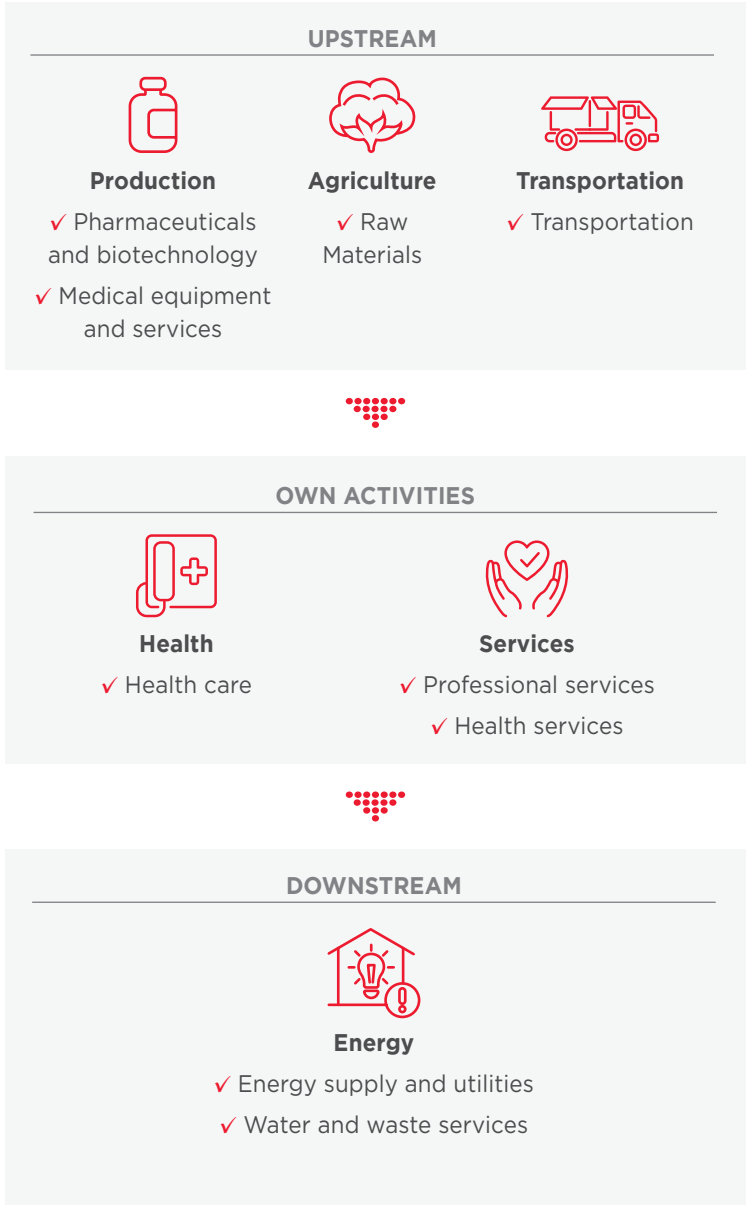 UPSTREAM
Production
✓ Pharmaceuticals
and biotechnology
✓ Medical equipment
and services
Agriculture
✓ Raw
Materials
Transportation
✓ Transportation
OWN ACTIVITIES
Health
✓ Health care
Services
✓ Professional services
✓ Health services
DOWNSTREAM
Energy
✓ Energy supply and utilities
✓ Water and waste services